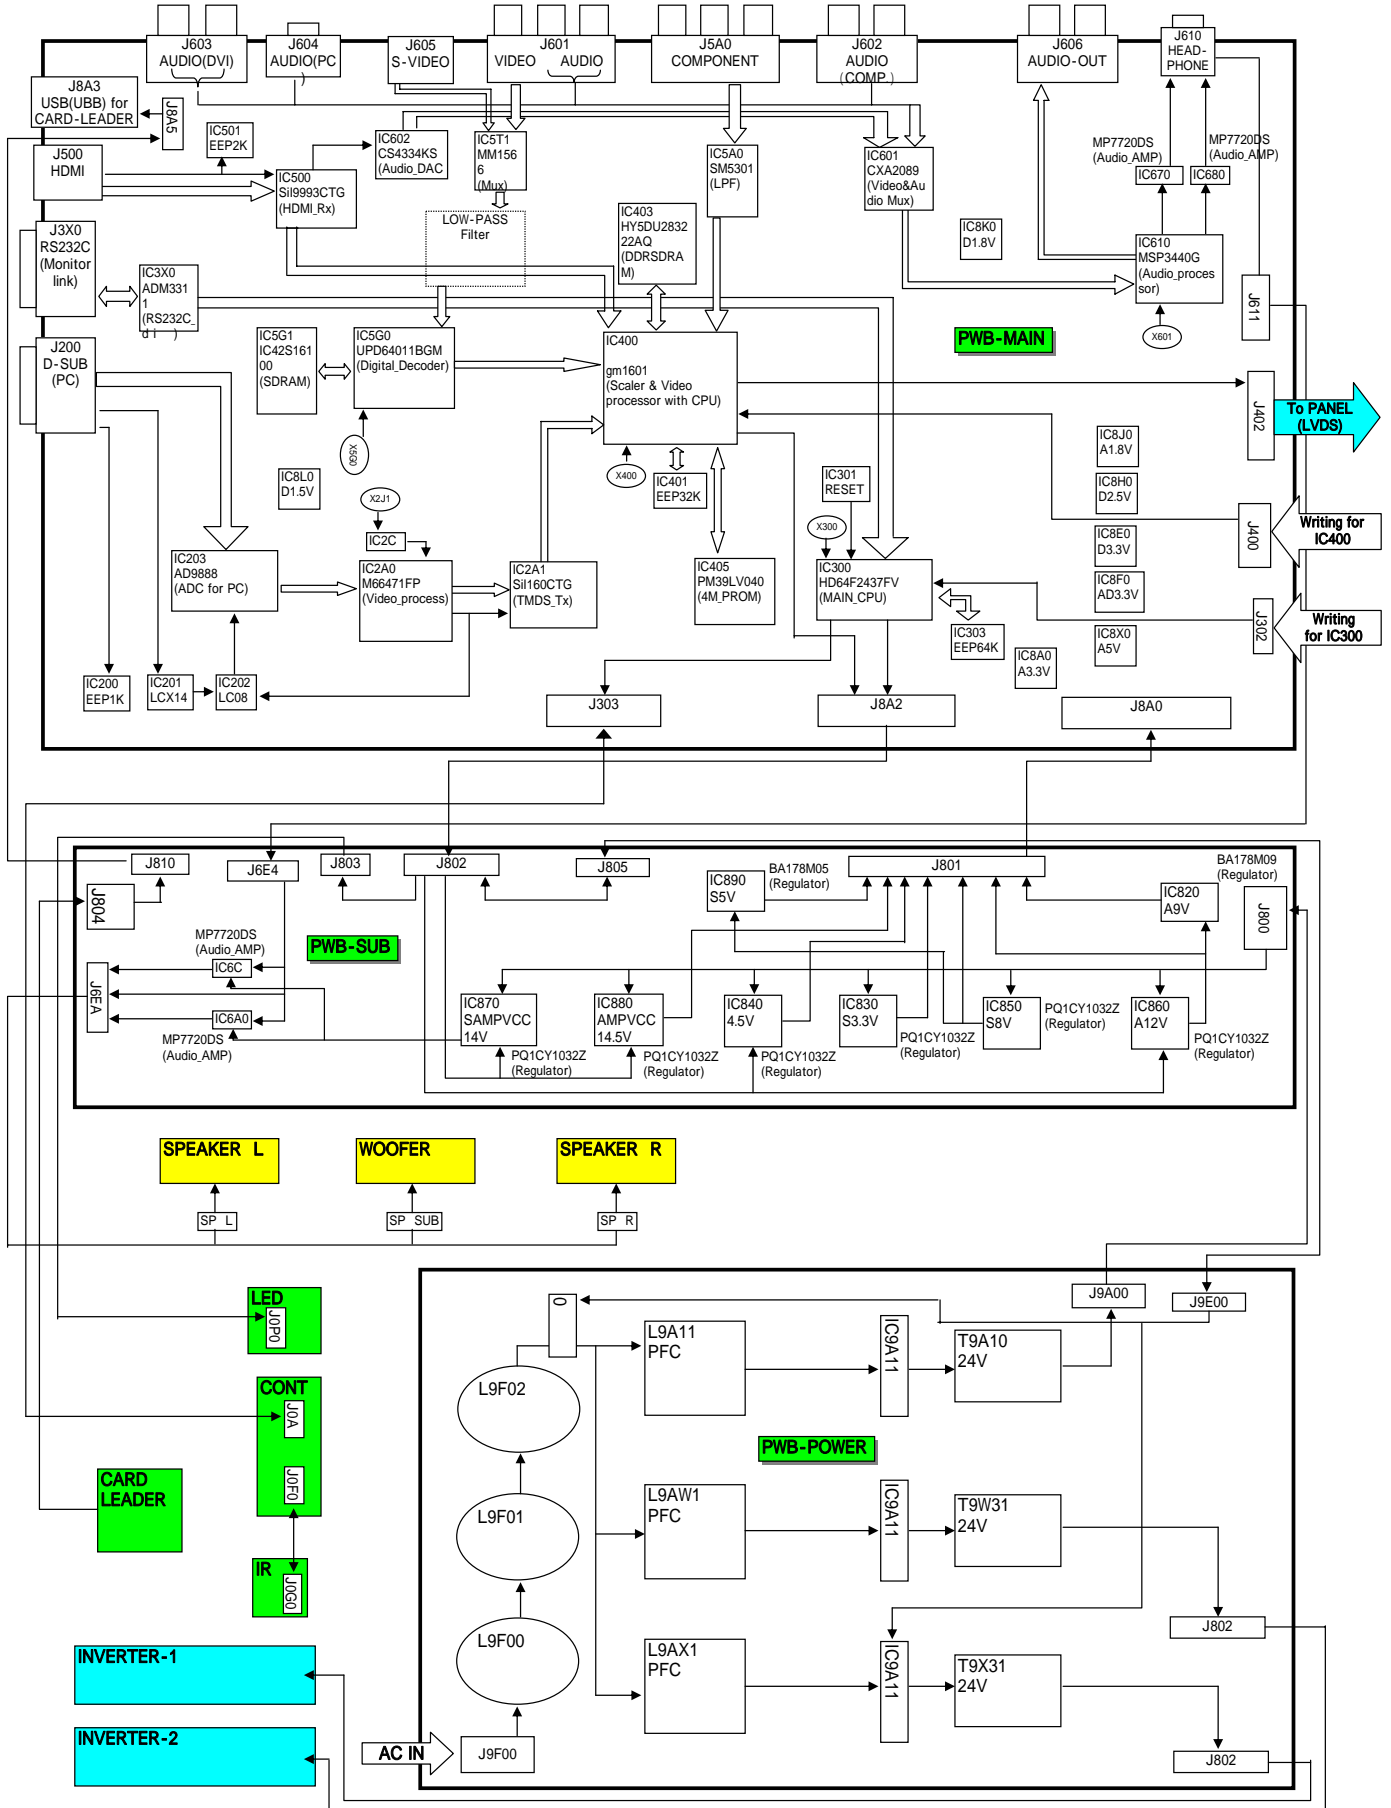 J603
AUDIO(DVI)
J604
AUDIO(PC
)
J605
S-VIDEO
J601
VIDEO AUDIO
J5A0
COMPONENT
J602
AUDIO
(COMP.)
J606
AUDIO-OUT
J610
HEAD-
PHONE
J8A3
USB(UBB) for
CARD-LEADER
J8A5
J500
HDMI
IC501
EEP2K
IC500
SiI9993CTG
(HDMI_Rx)
IC602
CS4334KS
(Audio_DAC
IC5T1
MM156
6
(Mux)
LOW-PASS
Filter
IC403
HY5DU2832
22AQ
(DDRSDRA
M)
IC5A0
SM5301
(LPF)
IC601
CXA2089
(Video&Au
dio Mux)
MP7720DS
(Audio_AMP)
IC670
MP7720DS
(Audio_AMP)
IC680
IC8K0
D1.8V
IC610
MSP3440G
(Audio_proces
sor)
X601
J611
J3X0
RS232C
(Monitor
link)
IC3X0
ADM331
1
(RS232C_
d i )
J200
D-SUB
(PC)
IC5G1
IC42S161
00
(SDRAM)
IC5G0
UPD64011BGM
(Digital_Decoder)
X5G0
IC400
gm1601
(Scaler & Video
processor with CPU)
PWB-MAIN
J402
To PANEL
(LVDS)
X400
IC401
EEP32K
IC301
RESET
X300
IC8J0
A1.8V
IC8H0
D2.5V
IC8E0
D3.3V
IC8F0
AD3.3V
IC8X0
A5V
IC8A0
A3.3V
J400
Writing for
IC400
J302
Writing
for IC300
IC8L0
D1.5V
X2J1
IC2C
IC203
AD9888
(ADC for PC)
IC2A0
M66471FP
(Video_process)
IC2A1
SiI160CTG
(TMDS_Tx)
IC405
PM39LV040
(4M_PROM)
IC300
HD64F2437FV
(MAIN_CPU)
IC303
EEP64K
IC200
EEP1K
IC201
LCX14
IC202
LC08
J303
J8A2
J8A0
J810
J6E4
J803
J802
J805
J801
J804
J800
IC890
S5V
BA178M05
(Regulator)
BA178M09
(Regulator)
IC820
A9V
PWB-SUB
MP7720DS
(Audio_AMP)
IC6C
J6EA
IC6A0
MP7720DS
(Audio_AMP)
IC870
SAMPVCC
14V
PQ1CY1032Z
(Regulator)
IC880
AMPVCC
14.5V
PQ1CY1032Z
(Regulator)
IC840
4.5V
PQ1CY1032Z
(Regulator)
IC830
S3.3V
PQ1CY1032Z
(Regulator)
IC850
S8V
PQ1CY1032Z
(Regulator)
IC860
A12V
PQ1CY1032Z
(Regulator)
SPEAKER L
WOOFER
SPEAKER R
SP L
SP SUB
SP R
LED
J0P0
CONT
J0A
J0F0
CARD
LEADER
IR
J0G0
INVERTER-1
INVERTER-2
J9A00
J9E00
0
L9F02
L9F01
L9F00
J9F00
AC IN
L9A11
PFC
IC9A11
T9A10
24V
PWB-POWER
L9AW1
PFC
IC9A11
T9W31
24V
J802
L9AX1
PFC
IC9A11
T9X31
24V
J802